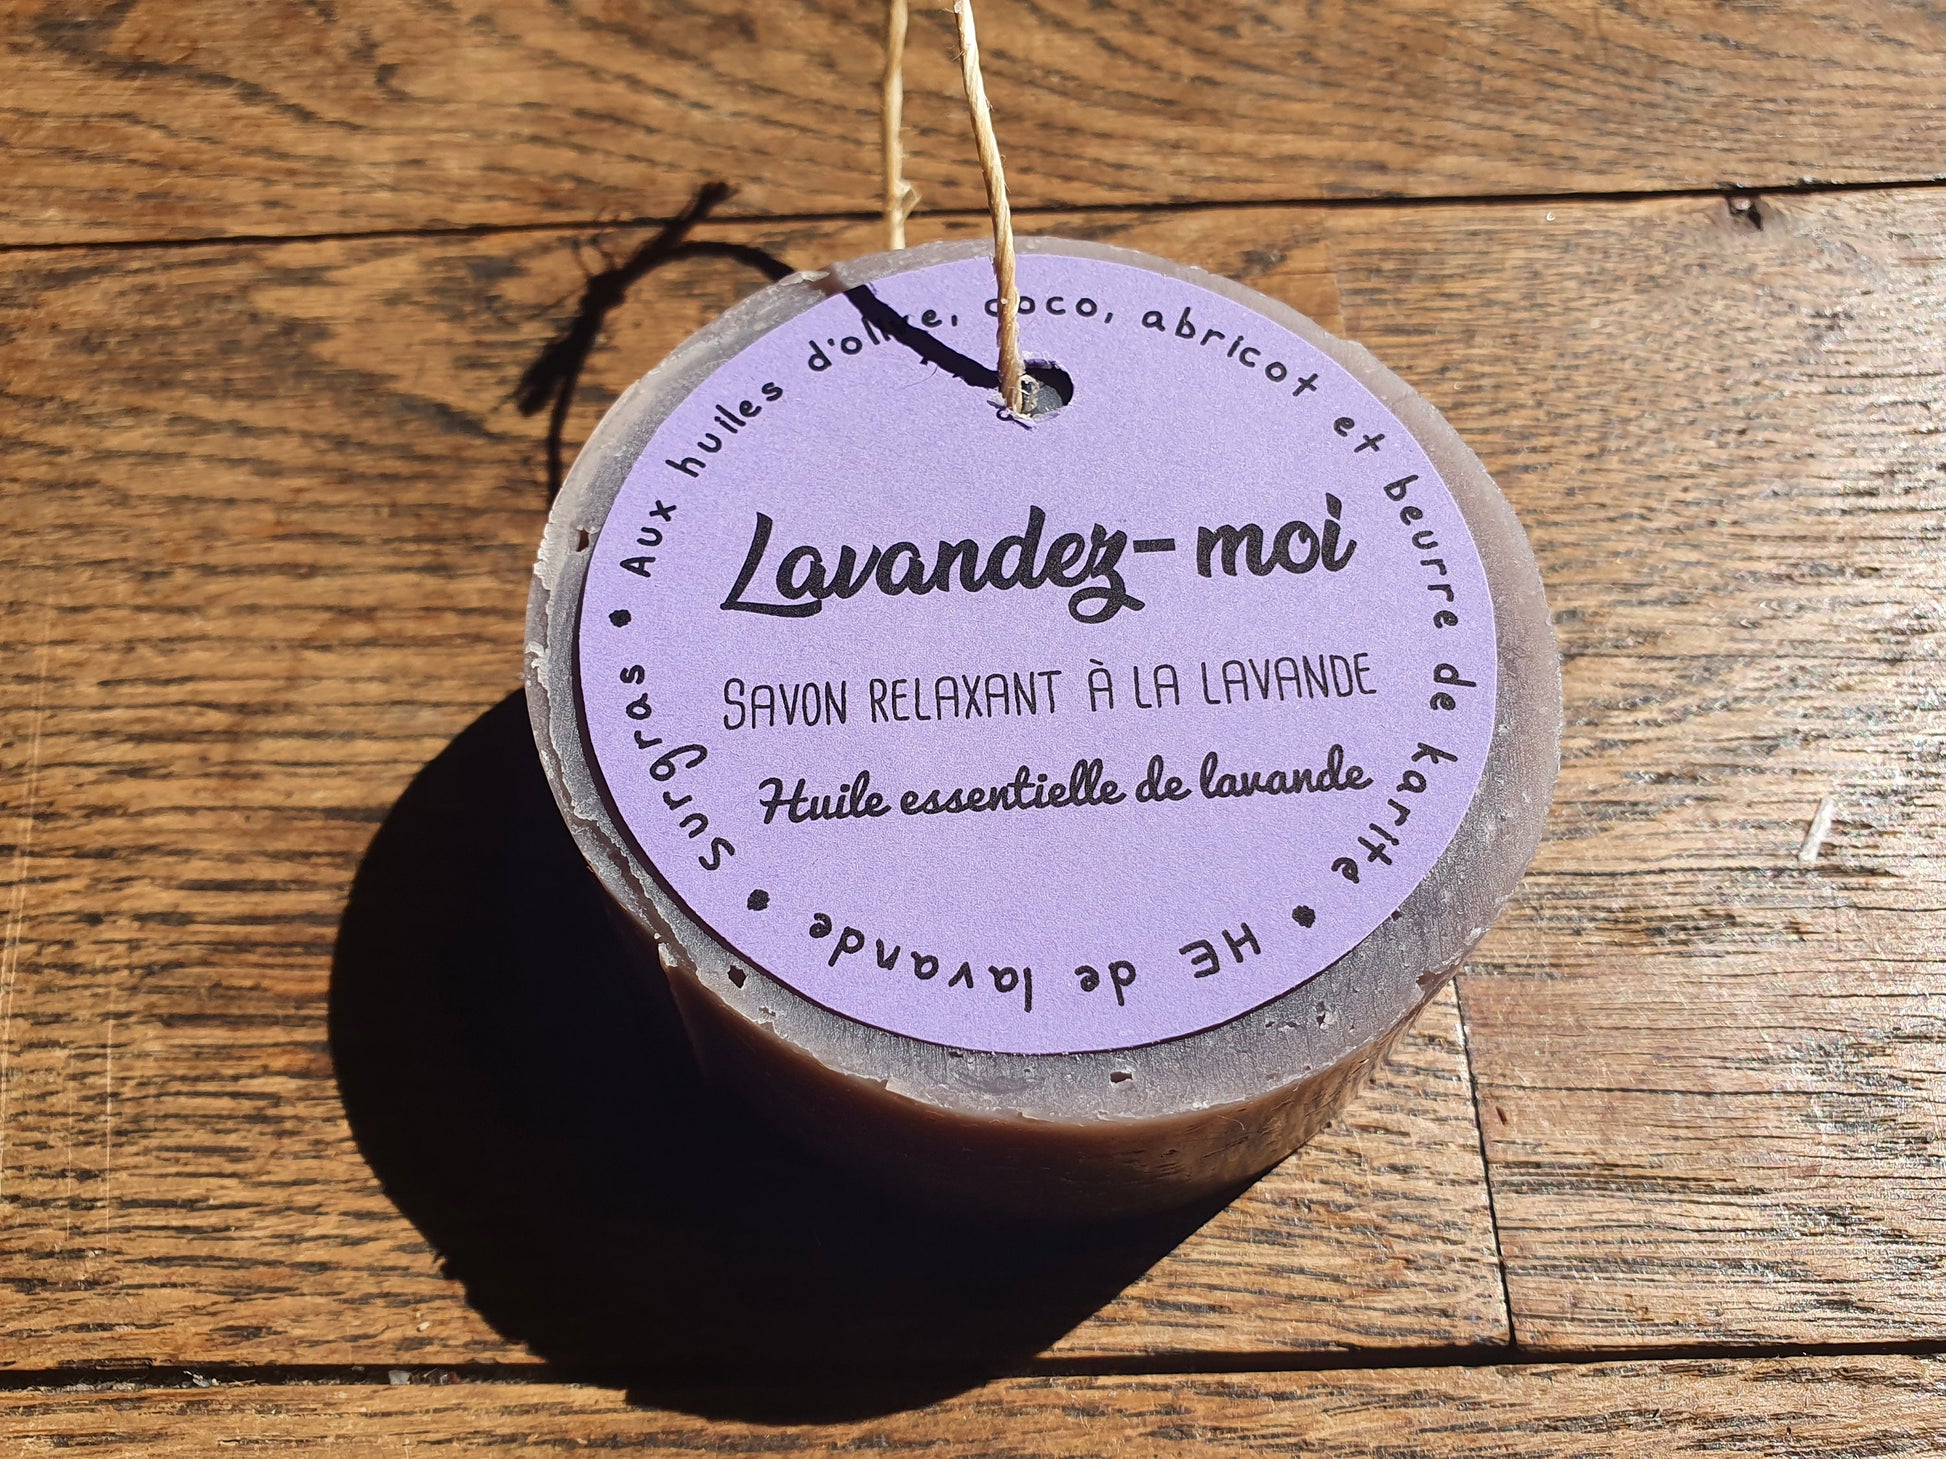 Lavandez-moi
SAVON RELAXANT À LA LAVANDE
Huile essentielle de lavande
Aux huiles d'olive, coco, abricot et beurre de karité • HE de lavande • Surgras •